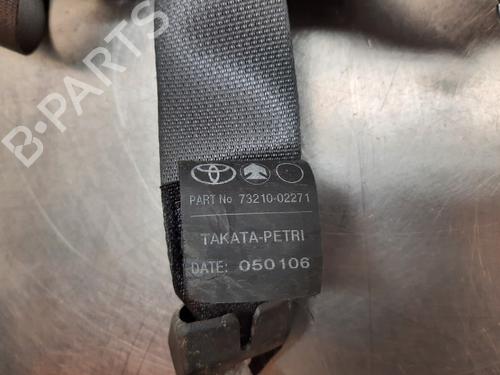 B-PARTS
PART No 73210-02271
TAKATA-PETRI
DATE: 050106